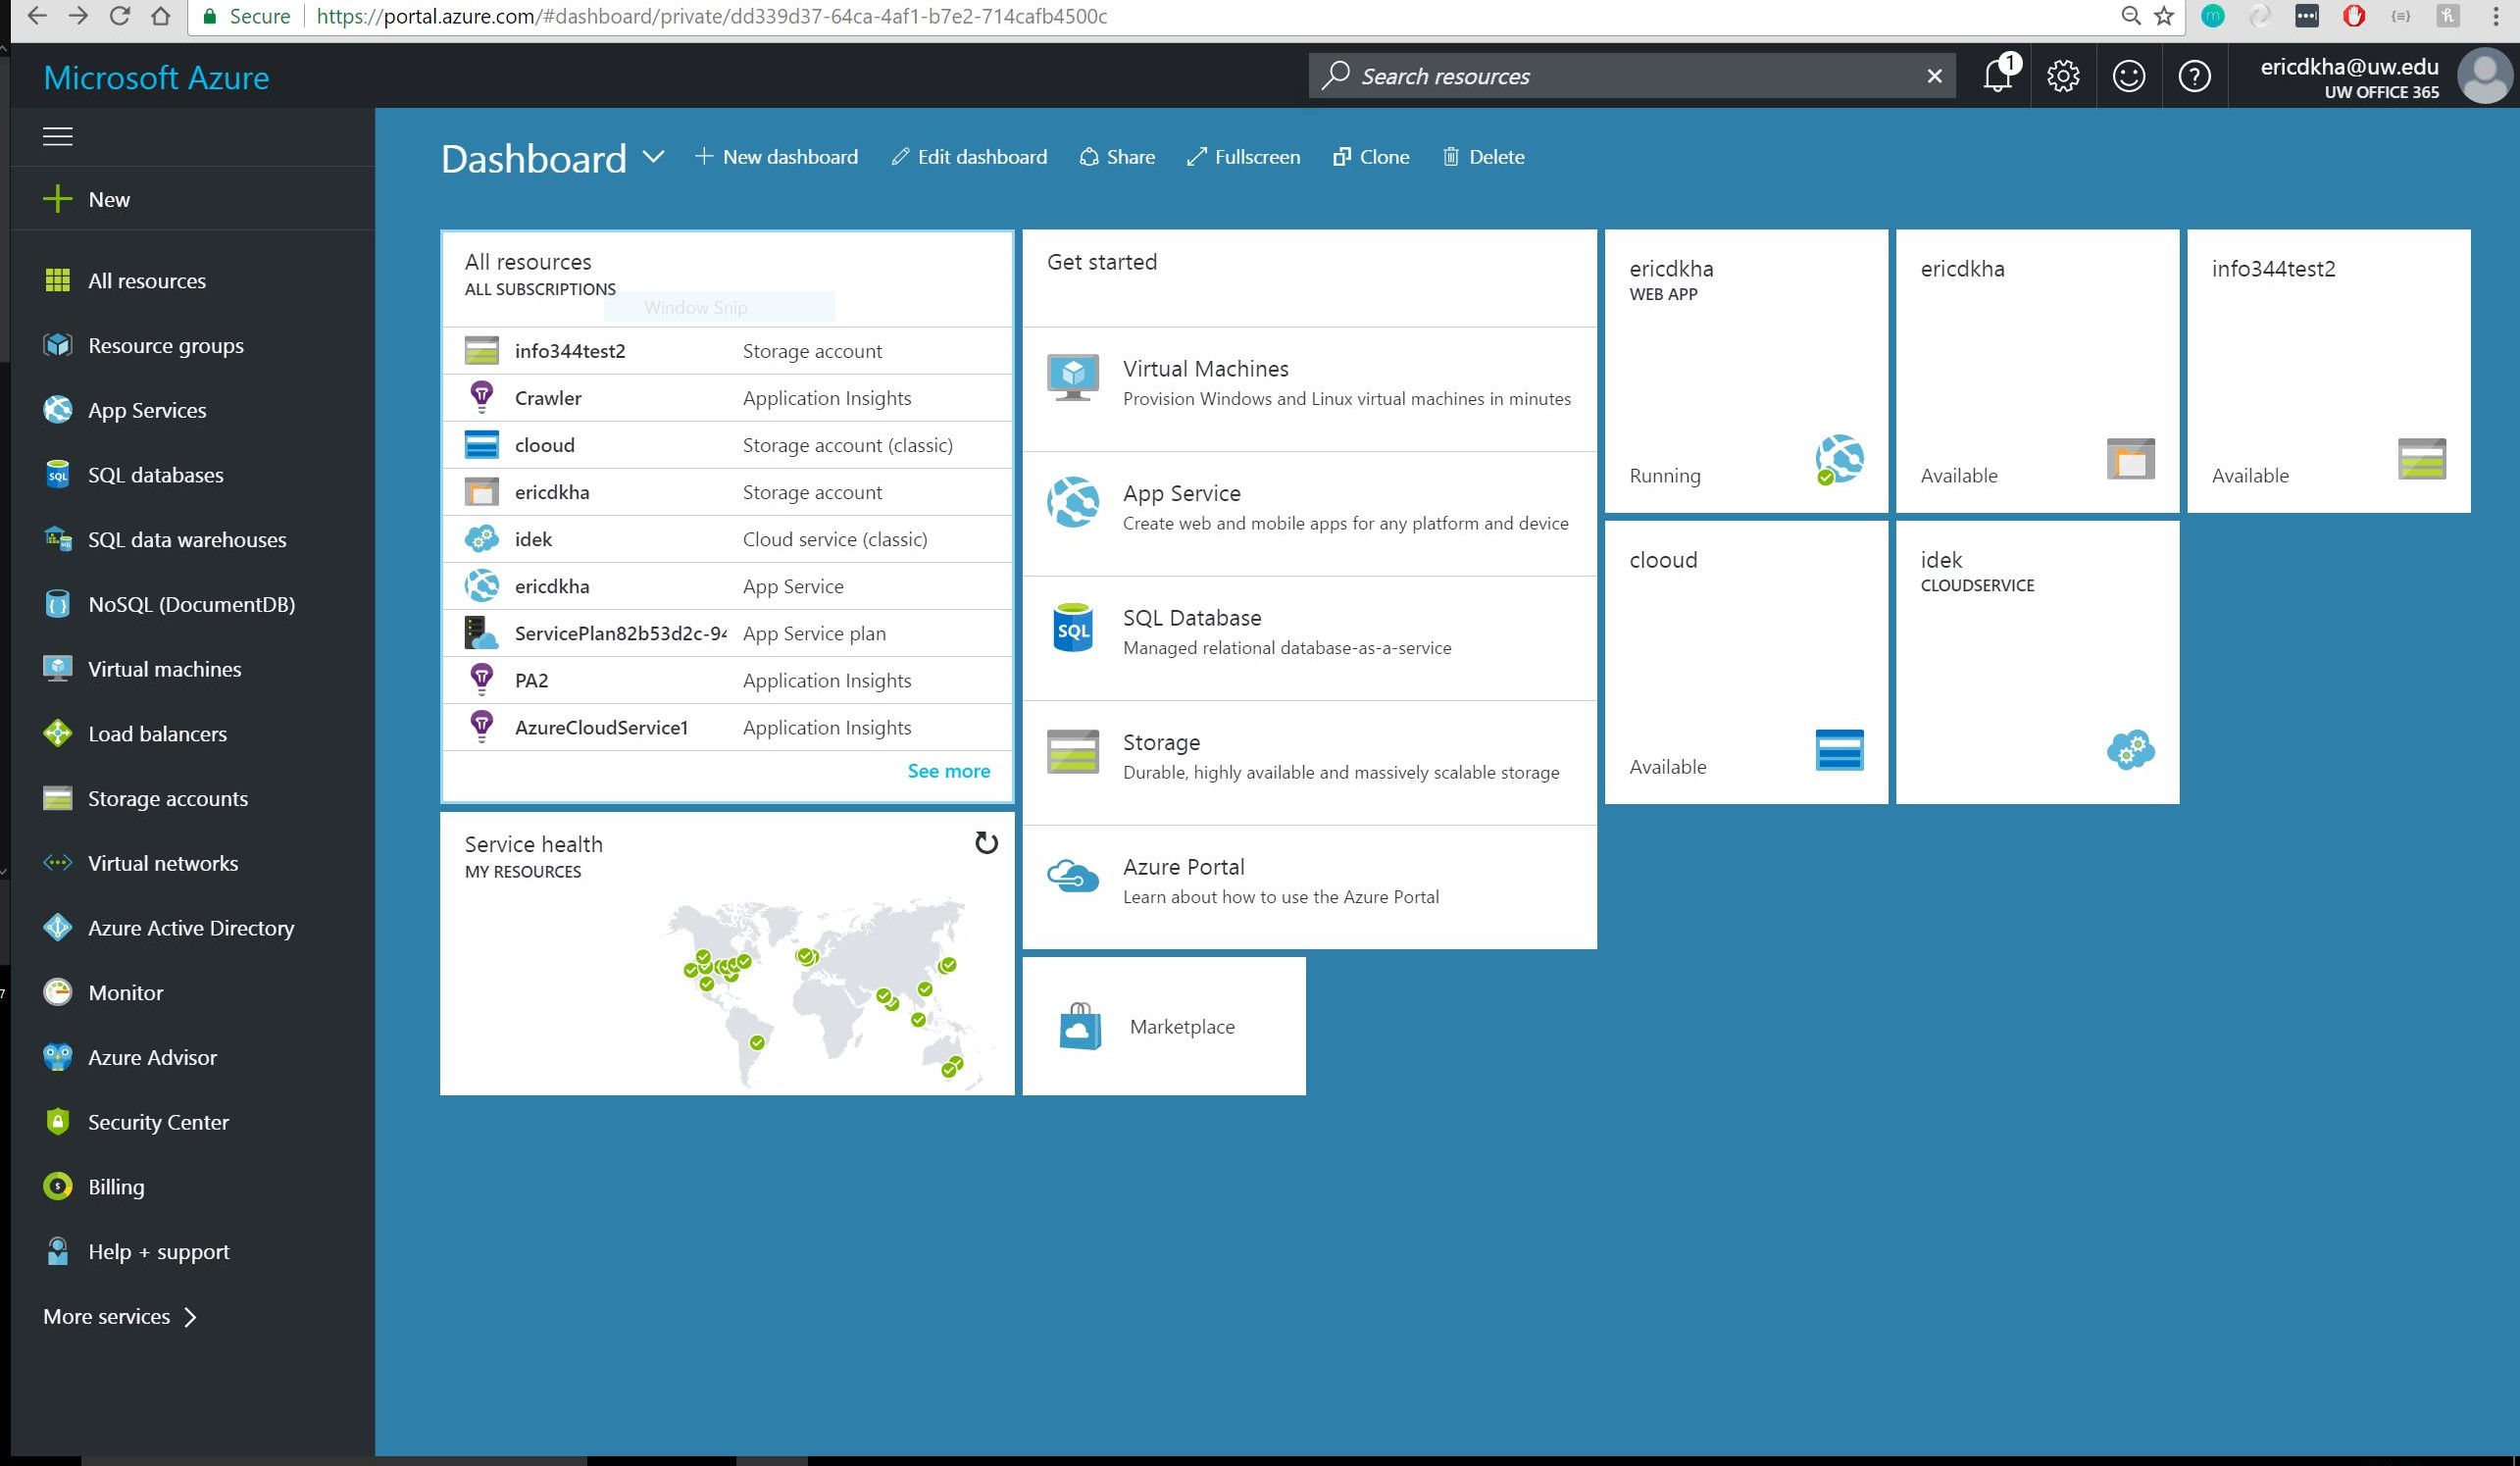 Secure https://portal.azure.com/#dashboard/private/dd339d37-64ca-4af1-b7e2-714cafb4500c
Microsoft Azure
Search resources
1
ericdkha@uw.edu
UW OFFICE 365
New
All resources
Resource groups
App Services
SQL databases
SQL data warehouses
NoSQL (DocumentDB)
Virtual machines
Load balancers
Storage accounts
Virtual networks
Azure Active Directory
Monitor
Azure Advisor
Security Center
Billing
Help + support
More services
Dashboard New dashboard Edit dashboard Share Fullscreen Clone Delete
All resources
ALL SUBSCRIPTIONS
Window Snip
info344test2 Storage account
Crawler Application Insights
clooud Storage account (classic)
ericdkha Storage account
idek Cloud service (classic)
ericdkha App Service
ServicePlan82b53d2c-94 App Service plan
PA2 Application Insights
AzureCloudService1 Application Insights
See more
Service health
MY RESOURCES
Get started
Virtual Machines
Provision Windows and Linux virtual machines in minutes
App Service
Create web and mobile apps for any platform and device
SQL
SQL Database
Managed relational database-as-a-service
Storage
Durable, highly available and massively scalable storage
Azure Portal
Learn about how to use the Azure Portal
Marketplace
ericdkha
WEB APP
Running
ericdkha
Available
info344test2
Available
clooud
Available
idek
CLOUDSERVICE